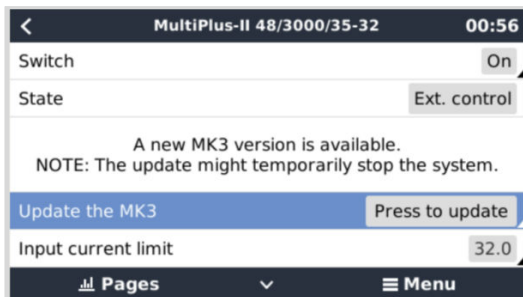 MultiPlus-II 48/3000/35-32 00:56
Switch On
State Ext. control
A new MK3 version is available.
NOTE: The update might temporarily stop the system.
Update the MK3 Press to update
Input current limit 32.0
Pages Menu